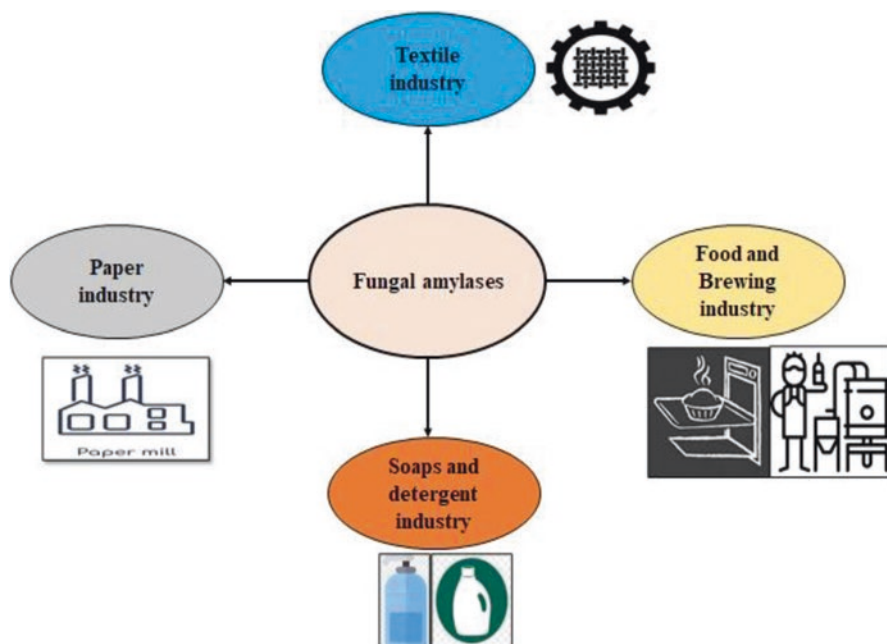 Textile
industry
Paper
industry
Fungal amylases
Food and
Brewing
industry
Paper mill
Soaps and
detergent
industry